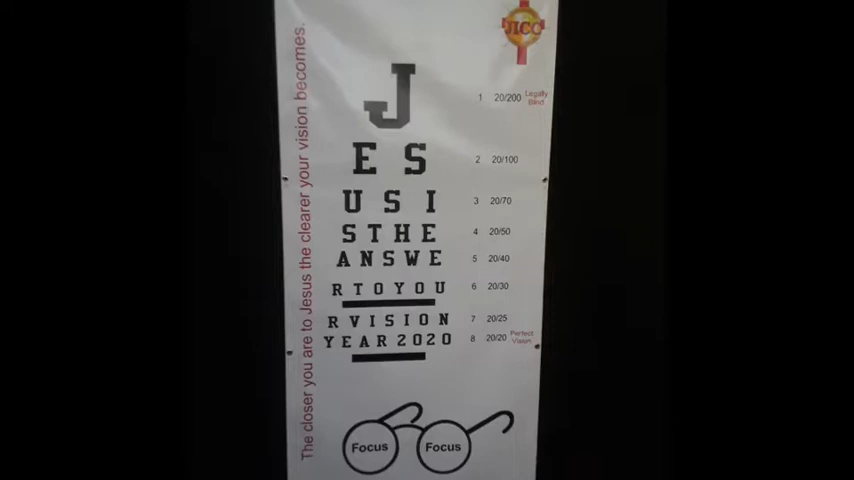 JICC
The closer you are to Jesus the clearer your vision becomes.
J 1 20/200 Legally Blind
E S 2 20/100
U S I 3 20/70
S T H E 4 20/50
A N S W E 5 20/40
R T O Y O U 6 20/30
R V I S I O N 7 20/25
Y E A R 2 0 2 0 8 20/20 Perfect Vision
Focus Focus